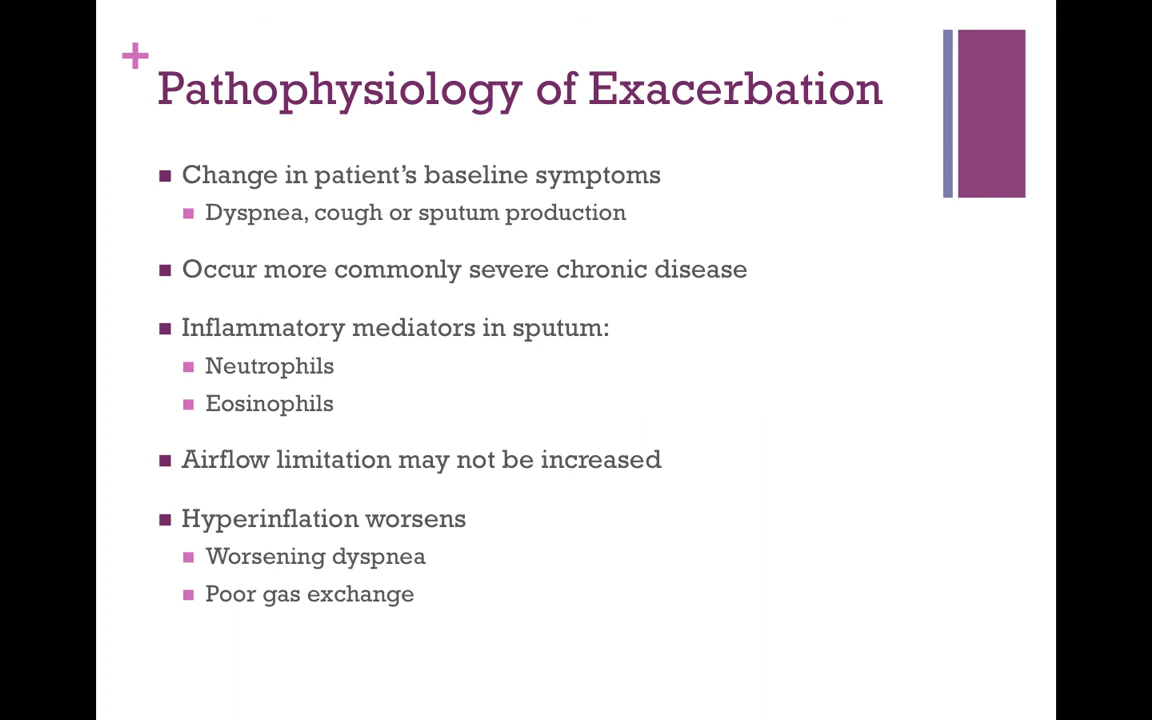 +
Pathophysiology of Exacerbation
Change in patient's baseline symptoms
Dyspnea, cough or sputum production
Occur more commonly severe chronic disease
Inflammatory mediators in sputum:
Neutrophils
Eosinophils
Airflow limitation may not be increased
Hyperinflation worsens
Worsening dyspnea
Poor gas exchange